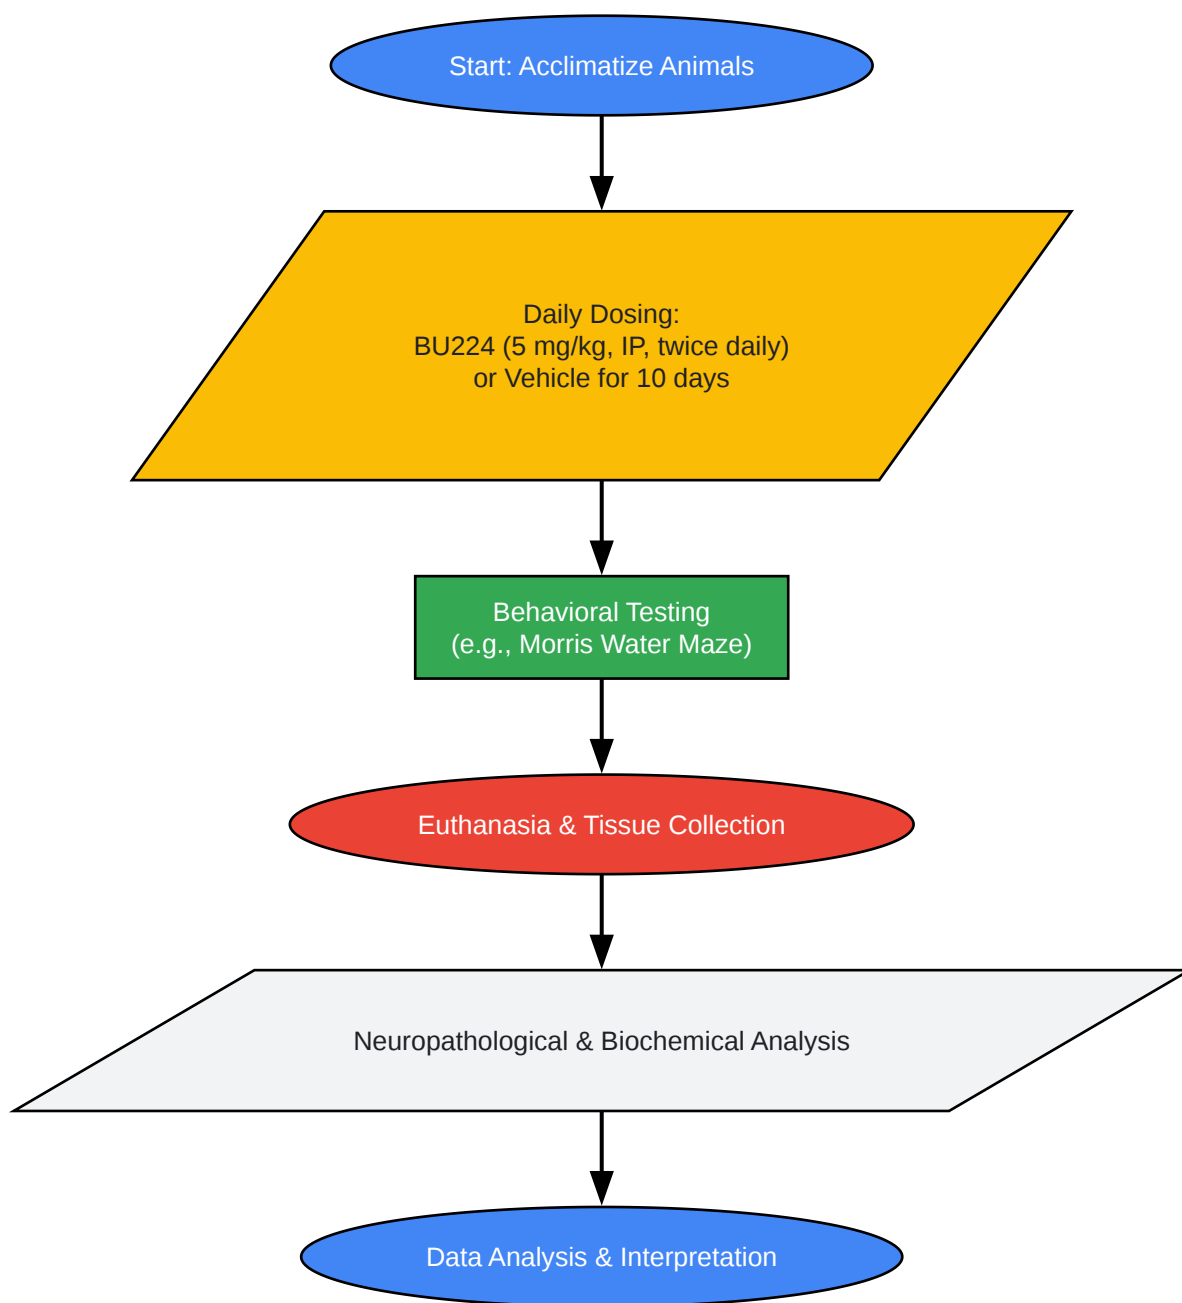 Start: Acclimatize Animals
Daily Dosing:
BU224 (5 mg/kg, IP, twice daily)
or Vehicle for 10 days
Behavioral Testing
(e.g., Morris Water Maze)
Euthanasia & Tissue Collection
Neuropathological & Biochemical Analysis
Data Analysis & Interpretation